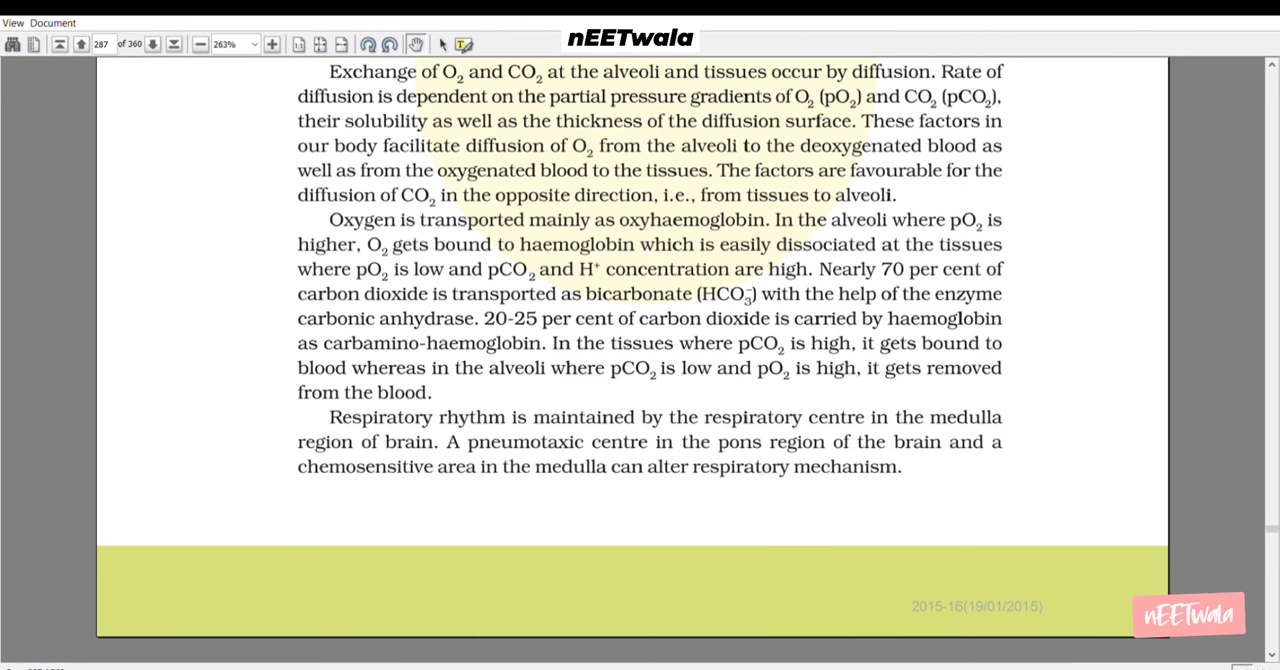 nEETwala
View Document
287 of 360 263%
Exchange of O₂ and CO₂ at the alveoli and tissues occur by diffusion. Rate of
diffusion is dependent on the partial pressure gradients of O₂ (pO₂) and CO₂ (pCO₂),
their solubility as well as the thickness of the diffusion surface. These factors in
our body facilitate diffusion of O₂ from the alveoli to the deoxygenated blood as
well as from the oxygenated blood to the tissues. The factors are favourable for the
diffusion of CO₂ in the opposite direction, i.e., from tissues to alveoli.
Oxygen is transported mainly as oxyhaemoglobin. In the alveoli where pO₂ is
higher, O₂ gets bound to haemoglobin which is easily dissociated at the tissues
where pO₂ is low and pCO₂ and H⁺ concentration are high. Nearly 70 per cent of
carbon dioxide is transported as bicarbonate (HCO₃⁻) with the help of the enzyme
carbonic anhydrase. 20-25 per cent of carbon dioxide is carried by haemoglobin
as carbamino-haemoglobin. In the tissues where pCO₂ is high, it gets bound to
blood whereas in the alveoli where pCO₂ is low and pO₂ is high, it gets removed
from the blood.
Respiratory rhythm is maintained by the respiratory centre in the medulla
region of brain. A pneumotaxic centre in the pons region of the brain and a
chemosensitive area in the medulla can alter respiratory mechanism.
2015-16(19/01/2015)
nEETwala